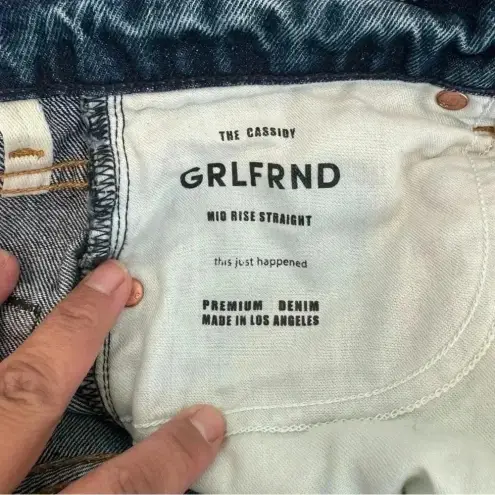 THE CASSIDY
GRLFRND
MID RISE STRAIGHT
this just happened
PREMIUM DENIM
MADE IN LOS ANGELES